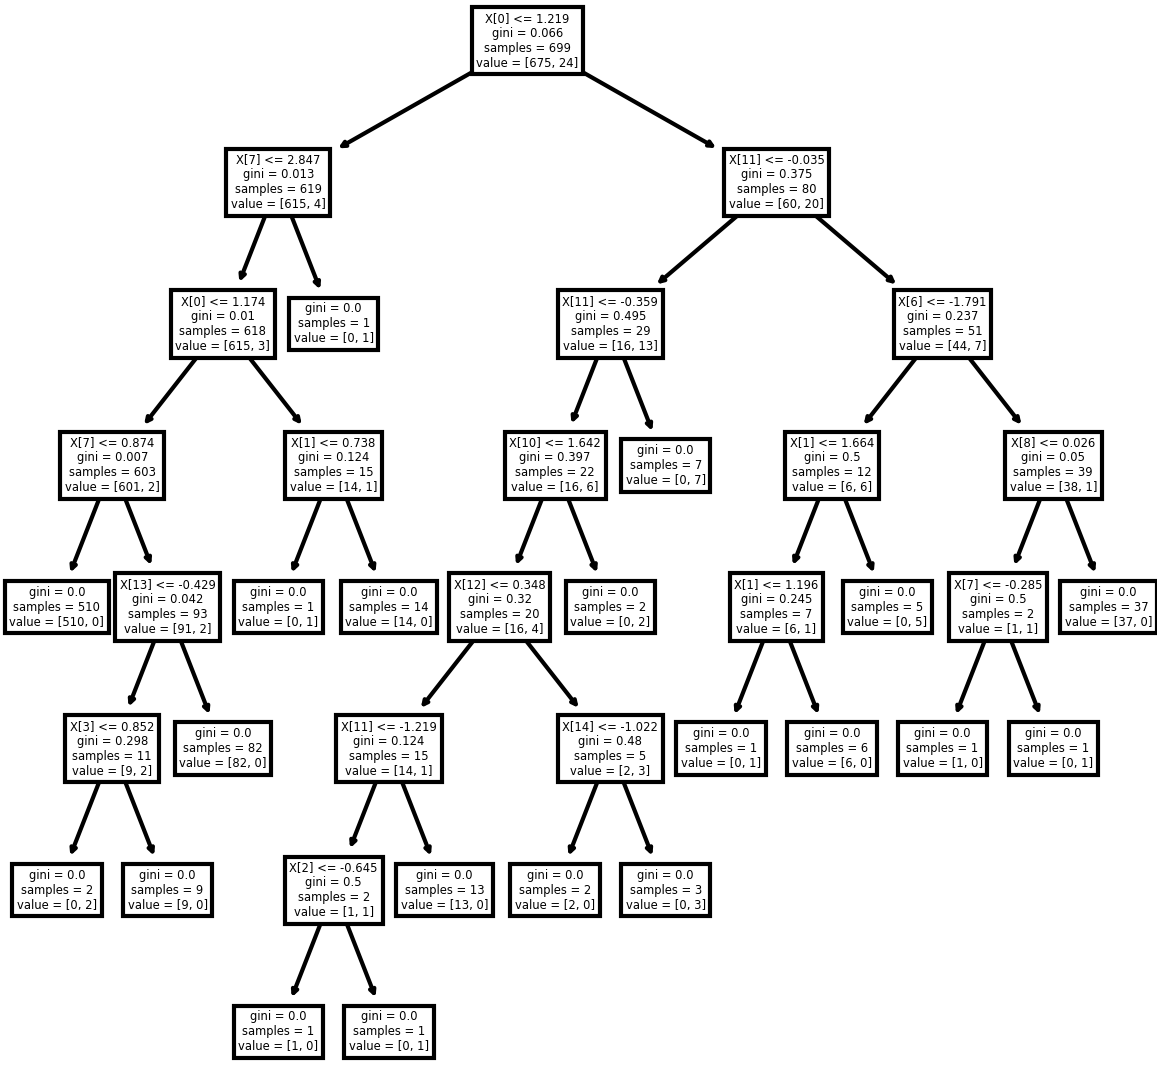 X[0] <= 1.219
gini = 0.066
samples = 699
value = [675, 24]
X[7] <= 2.847
gini = 0.013
samples = 619
value = [615, 4]
X[11] <= -0.035
gini = 0.375
samples = 80
value = [60, 20]
X[0] <= 1.174
gini = 0.01
samples = 618
value = [615, 3]
gini = 0.0
samples = 1
value = [0, 1]
X[11] <= -0.359
gini = 0.495
samples = 29
value = [16, 13]
X[6] <= -1.791
gini = 0.237
samples = 51
value = [44, 7]
X[7] <= 0.874
gini = 0.007
samples = 603
value = [601, 2]
X[1] <= 0.738
gini = 0.124
samples = 15
value = [14, 1]
X[10] <= 1.642
gini = 0.397
samples = 22
value = [16, 6]
gini = 0.0
samples = 7
value = [0, 7]
X[1] <= 1.664
gini = 0.5
samples = 12
value = [6, 6]
X[8] <= 0.026
gini = 0.05
samples = 39
value = [38, 1]
gini = 0.0
samples = 510
value = [510, 0]
X[13] <= -0.429
gini = 0.042
samples = 93
value = [91, 2]
gini = 0.0
samples = 1
value = [0, 1]
gini = 0.0
samples = 14
value = [14, 0]
X[12] <= 0.348
gini = 0.32
samples = 20
value = [16, 4]
gini = 0.0
samples = 2
value = [0, 2]
X[1] <= 1.196
gini = 0.245
samples = 7
value = [6, 1]
gini = 0.0
samples = 5
value = [0, 5]
X[7] <= -0.285
gini = 0.5
samples = 2
value = [1, 1]
gini = 0.0
samples = 37
value = [37, 0]
X[3] <= 0.852
gini = 0.298
samples = 11
value = [9, 2]
gini = 0.0
samples = 82
value = [82, 0]
X[11] <= -1.219
gini = 0.124
samples = 15
value = [14, 1]
X[14] <= -1.022
gini = 0.48
samples = 5
value = [2, 3]
gini = 0.0
samples = 1
value = [0, 1]
gini = 0.0
samples = 6
value = [6, 0]
gini = 0.0
samples = 1
value = [1, 0]
gini = 0.0
samples = 1
value = [0, 1]
gini = 0.0
samples = 2
value = [0, 2]
gini = 0.0
samples = 9
value = [9, 0]
X[2] <= -0.645
gini = 0.5
samples = 2
value = [1, 1]
gini = 0.0
samples = 13
value = [13, 0]
gini = 0.0
samples = 2
value = [2, 0]
gini = 0.0
samples = 3
value = [0, 3]
gini = 0.0
samples = 1
value = [1, 0]
gini = 0.0
samples = 1
value = [0, 1]